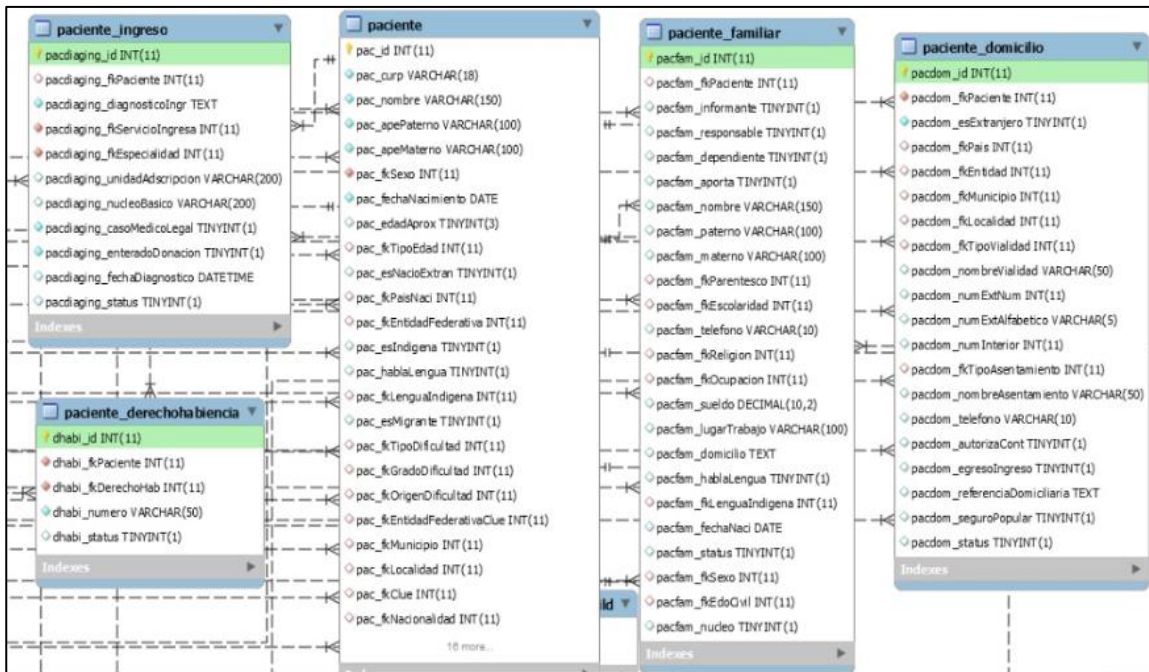 paciente_ingreso
pacdiaging_id INT(11)
pacdiaging_fkPaciente INT(11)
pacdiaging_diagnosticoIngr TEXT
pacdiaging_fkServicioIngresa INT(11)
pacdiaging_fkEspecialidad INT(11)
pacdiaging_unidadAdscripcion VARCHAR(200)
pacdiaging_nucleoBasico VARCHAR(200)
pacdiaging_casoMedicoLegal TINYINT(1)
pacdiaging_enteradoDonacion TINYINT(1)
pacdiaging_fechaDiagnostico DATETIME
pacdiaging_status TINYINT(1)
Indexes
paciente_derechohabiencia
dhabi_id INT(11)
dhabi_fkPaciente INT(11)
dhabi_fkDerechoHab INT(11)
dhabi_numero VARCHAR(50)
dhabi_status TINYINT(1)
Indexes
paciente
pac_id INT(11)
pac_curp VARCHAR(18)
pac_nombre VARCHAR(150)
pac_apePaterno VARCHAR(100)
pac_apeMaterno VARCHAR(100)
pac_fkSexo INT(11)
pac_fechaNacimiento DATE
pac_edadAprox TINYINT(3)
pac_fkTipoEdad INT(11)
pac_esNacioExtran TINYINT(1)
pac_fkPaisNaci INT(11)
pac_fkEntidadFederativa INT(11)
pac_esIndigena TINYINT(1)
pac_hablaLengua TINYINT(1)
pac_fkLenguaIndigena INT(11)
pac_esMigrante TINYINT(1)
pac_fkTipoDificultad INT(11)
pac_fkGradoDificultad INT(11)
pac_fkOrigenDificultad INT(11)
pac_fkEntidadFederativaClue INT(11)
pac_fkMunicipio INT(11)
pac_fkLocalidad INT(11)
pac_fkClue INT(11)
pac_fkNacionalidad INT(11)
16 more...
ld
paciente_familiar
pacfam_id INT(11)
pacfam_fkPaciente INT(11)
pacfam_informante TINYINT(1)
pacfam_responsable TINYINT(1)
pacfam_dependiente TINYINT(1)
pacfam_aporta TINYINT(1)
pacfam_nombre VARCHAR(150)
pacfam_paterno VARCHAR(100)
pacfam_materno VARCHAR(100)
pacfam_fkParentesco INT(11)
pacfam_fkEscolaridad INT(11)
pacfam_telefono VARCHAR(10)
pacfam_fkReligion INT(11)
pacfam_fkOcupacion INT(11)
pacfam_sueldo DECIMAL(10,2)
pacfam_lugarTrabajo VARCHAR(100)
pacfam_domicilio TEXT
pacfam_hablaLengua TINYINT(1)
pacfam_fkLenguaIndigena INT(11)
pacfam_fechaNaci DATE
pacfam_status TINYINT(1)
pacfam_fkSexo INT(11)
pacfam_fkEdoCivil INT(11)
pacfam_nucleo TINYINT(1)
Indexes
paciente_domicilio
pacdom_id INT(11)
pacdom_fkPaciente INT(11)
pacdom_esExtranjero TINYINT(1)
pacdom_fkPais INT(11)
pacdom_fkEntidad INT(11)
pacdom_fkMunicipio INT(11)
pacdom_fkLocalidad INT(11)
pacdom_fkTipoVialidad INT(11)
pacdom_nombreVialidad VARCHAR(50)
pacdom_numExtNum INT(11)
pacdom_numExtAlfabetico VARCHAR(5)
pacdom_numInterior INT(11)
pacdom_fkTipoAsentamiento INT(11)
pacdom_nombreAsentamiento VARCHAR(50)
pacdom_telefono VARCHAR(10)
pacdom_autorizaCont TINYINT(1)
pacdom_egresoIngreso TINYINT(1)
pacdom_referenciaDomiciliaria TEXT
pacdom_seguroPopular TINYINT(1)
pacdom_status TINYINT(1)
Indexes